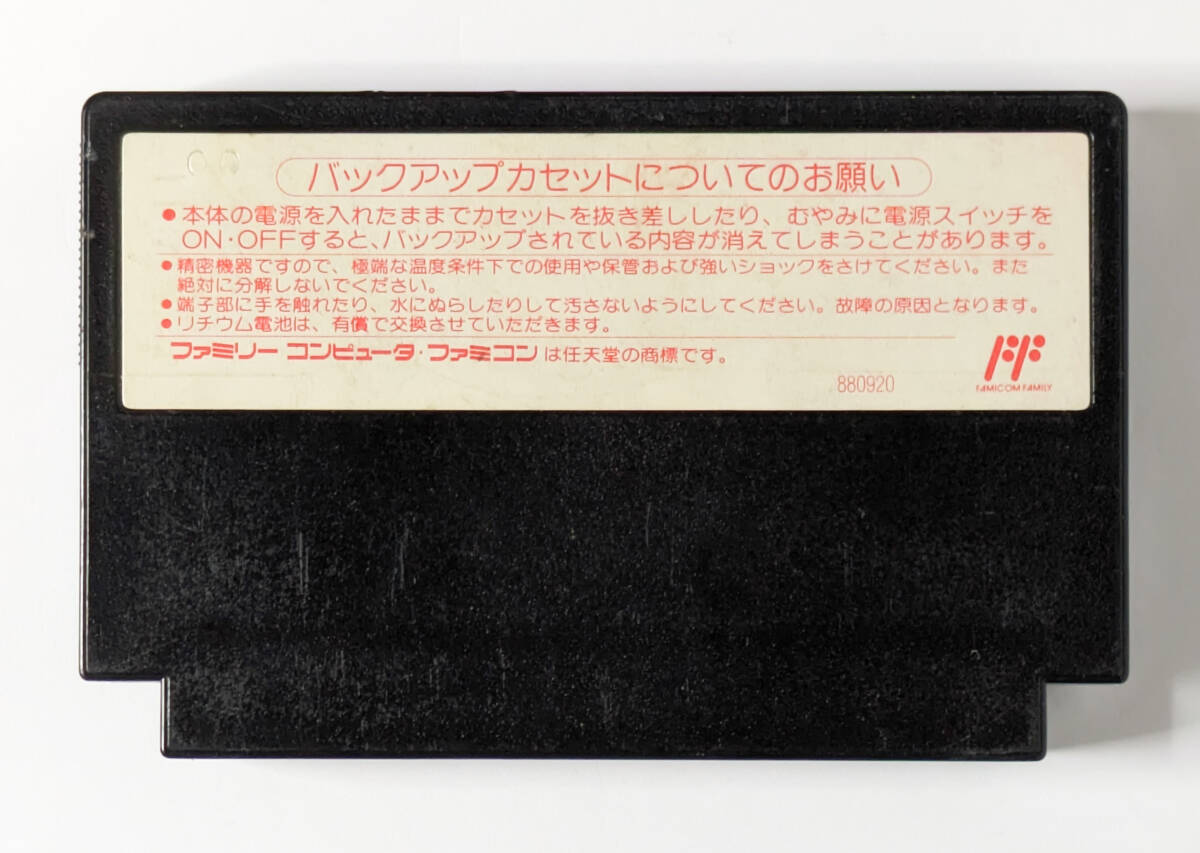 バックアップカセットについてのお願い
●本体の電源を入れたままでカセットを抜き差ししたり、むやみに電源スイッチを
ON・OFFすると、バックアップされている内容が消えてしまうことがあります。
●精密機器ですので、極端な温度条件下での使用や保管および強いショックをさけてください。また
絶対に分解しないでください。
●端子部に手を触れたり、水にぬらしたりして汚さないようにしてください。故障の原因となります。
●リチウム電池は、有償で交換させていただきます。
ファミリーコンピュータ・ファミコンは任天堂の商標です。
880920
FAMICOM FAMILY